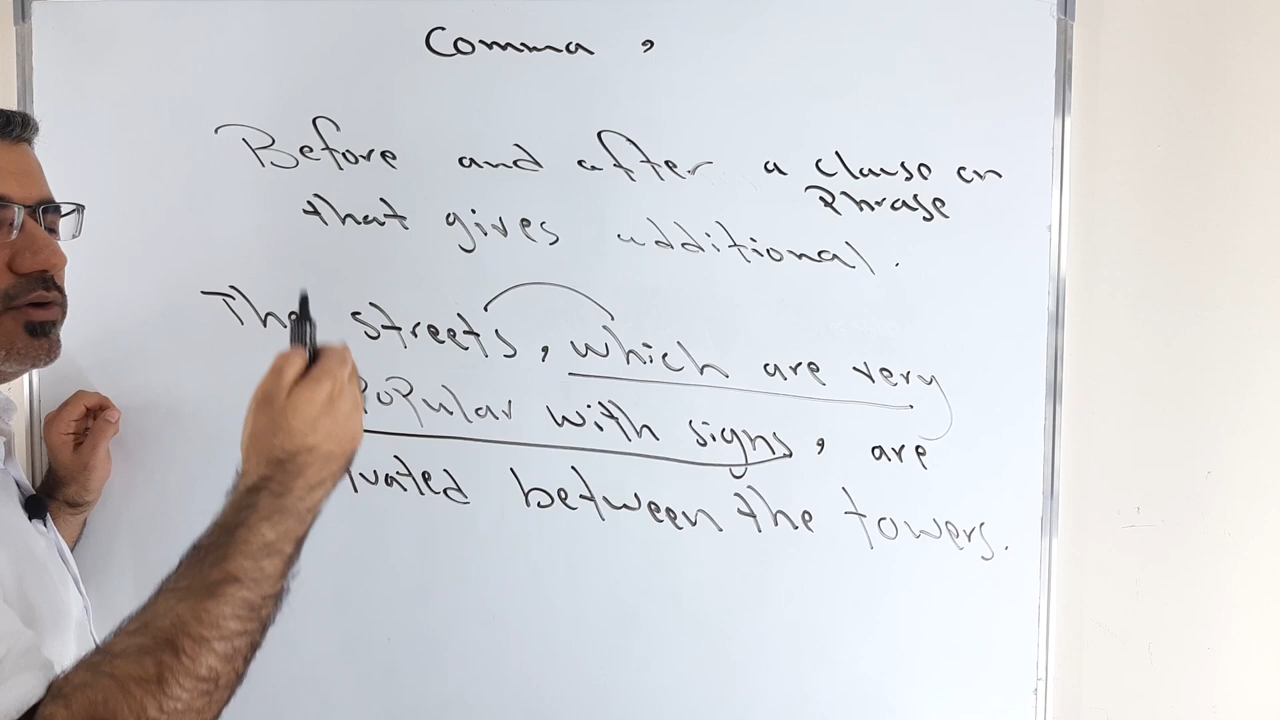 Comma ,
Before and after a clause or
Phrase
that gives additional.
The streets, which are very
Popular with signs, are
uated between the towers.